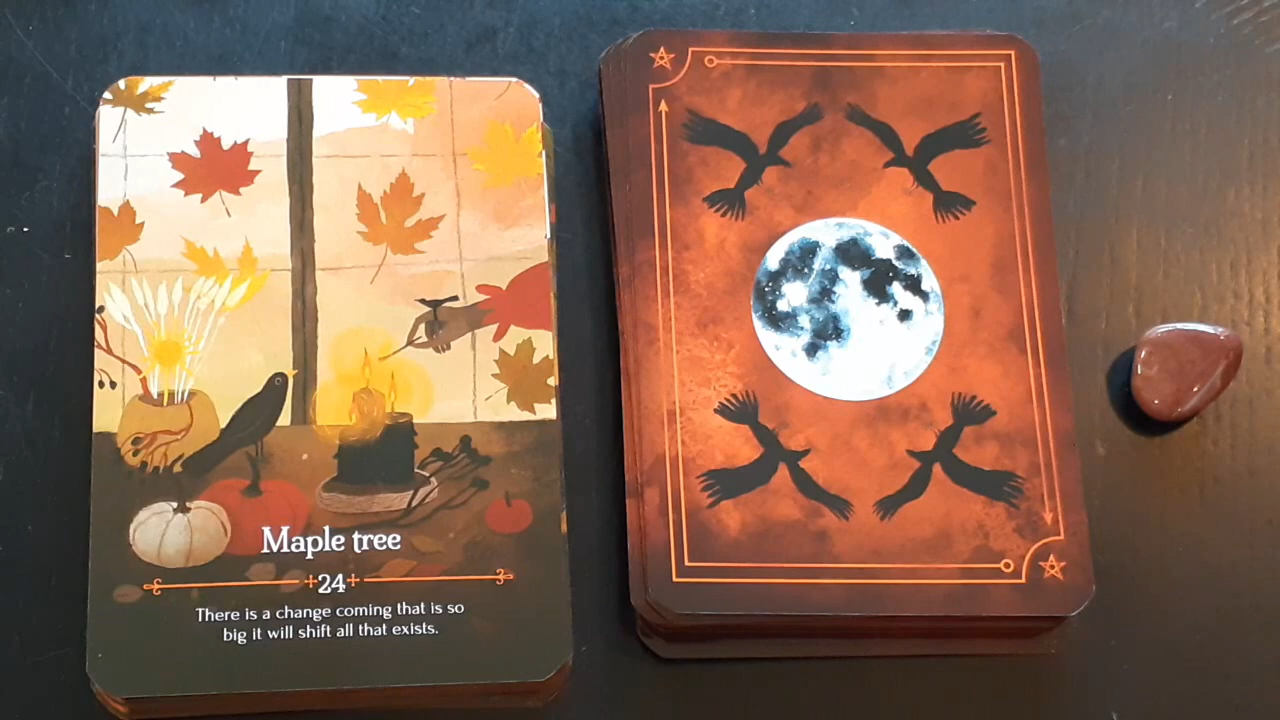 Maple tree
24
There is a change coming that is so
big it will shift all that exists.